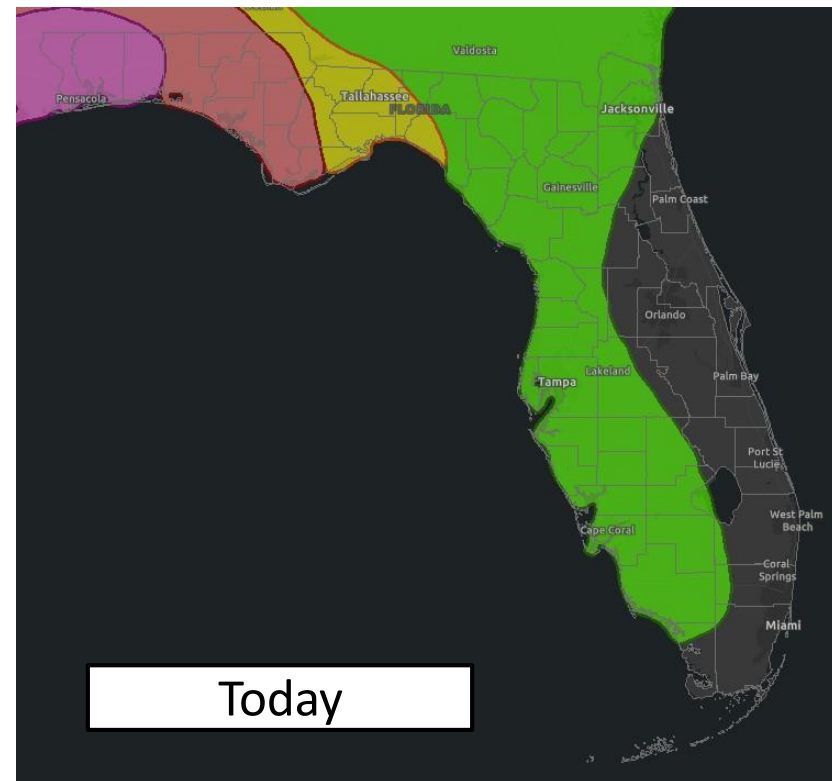 Valdosta
Pensacola
Tallahassee
FLORIDA
Jacksonville
Gainesville
Palm Coast
Orlando
Tampa
Lakeland
Palm Bay
Port St
Lucie
Cape Coral
West Palm
Beach
Coral
Springs
Miami
Today